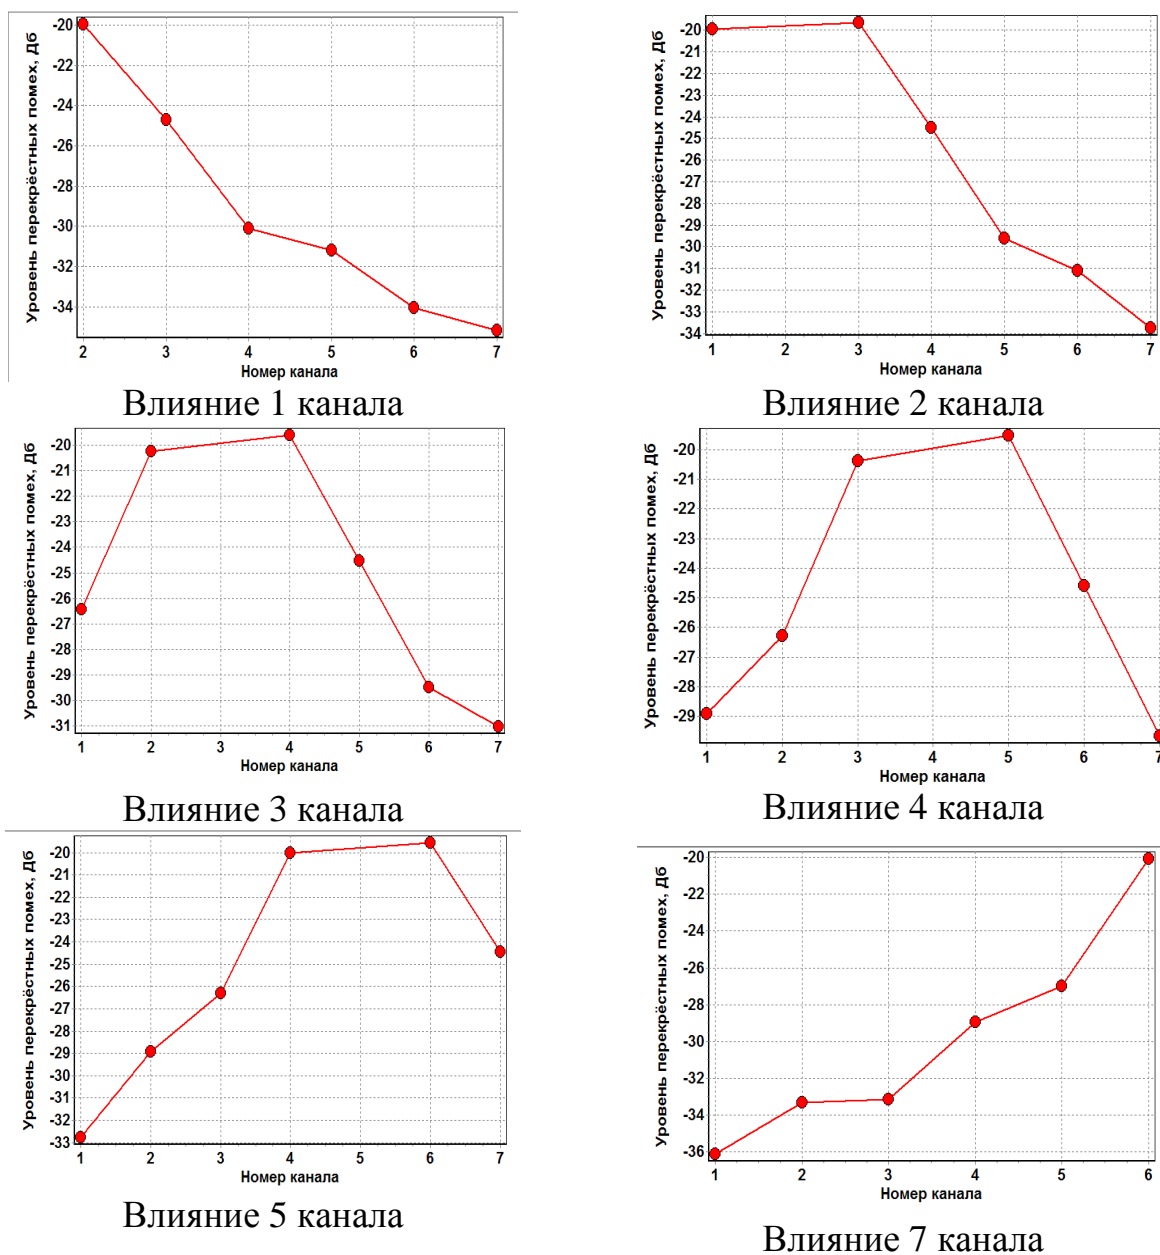 Уровень перекрёстных помех, Дб
-20
-22
-24
-26
-28
-30
-32
-34
2 3 4 5 6 7
Номер канала
Влияние 1 канала
Уровень перекрёстных помех, Дб
-20
-21
-22
-23
-24
-25
-26
-27
-28
-29
-30
-31
-32
-33
-34
1 2 3 4 5 6 7
Номер канала
Влияние 2 канала
Уровень перекрёстных помех, Дб
-20
-21
-22
-23
-24
-25
-26
-27
-28
-29
-30
-31
1 2 3 4 5 6 7
Номер канала
Влияние 3 канала
Уровень перекрёстных помех, Дб
-20
-21
-22
-23
-24
-25
-26
-27
-28
-29
1 2 3 4 5 6 7
Номер канала
Влияние 4 канала
Уровень перекрёстных помех, Дб
-20
-21
-22
-23
-24
-25
-26
-27
-28
-29
-30
-31
-32
-33
1 2 3 4 5 6 7
Номер канала
Влияние 5 канала
Уровень перекрёстных помех, Дб
-20
-22
-24
-26
-28
-30
-32
-34
-36
1 2 3 4 5 6
Номер канала
Влияние 7 канала